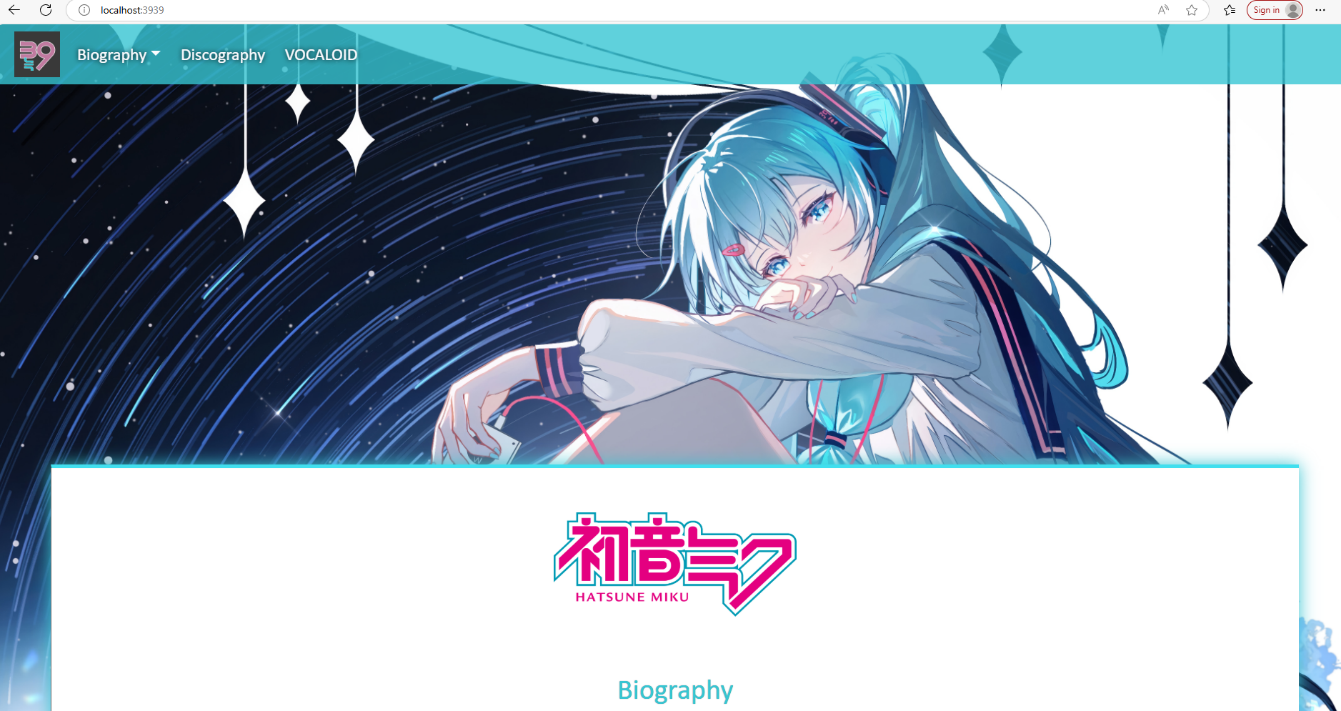 localhost:3939
Sign in
39
Biography
Discography
VOCALOID
初音ミク
HATSUNE MIKU
Biography